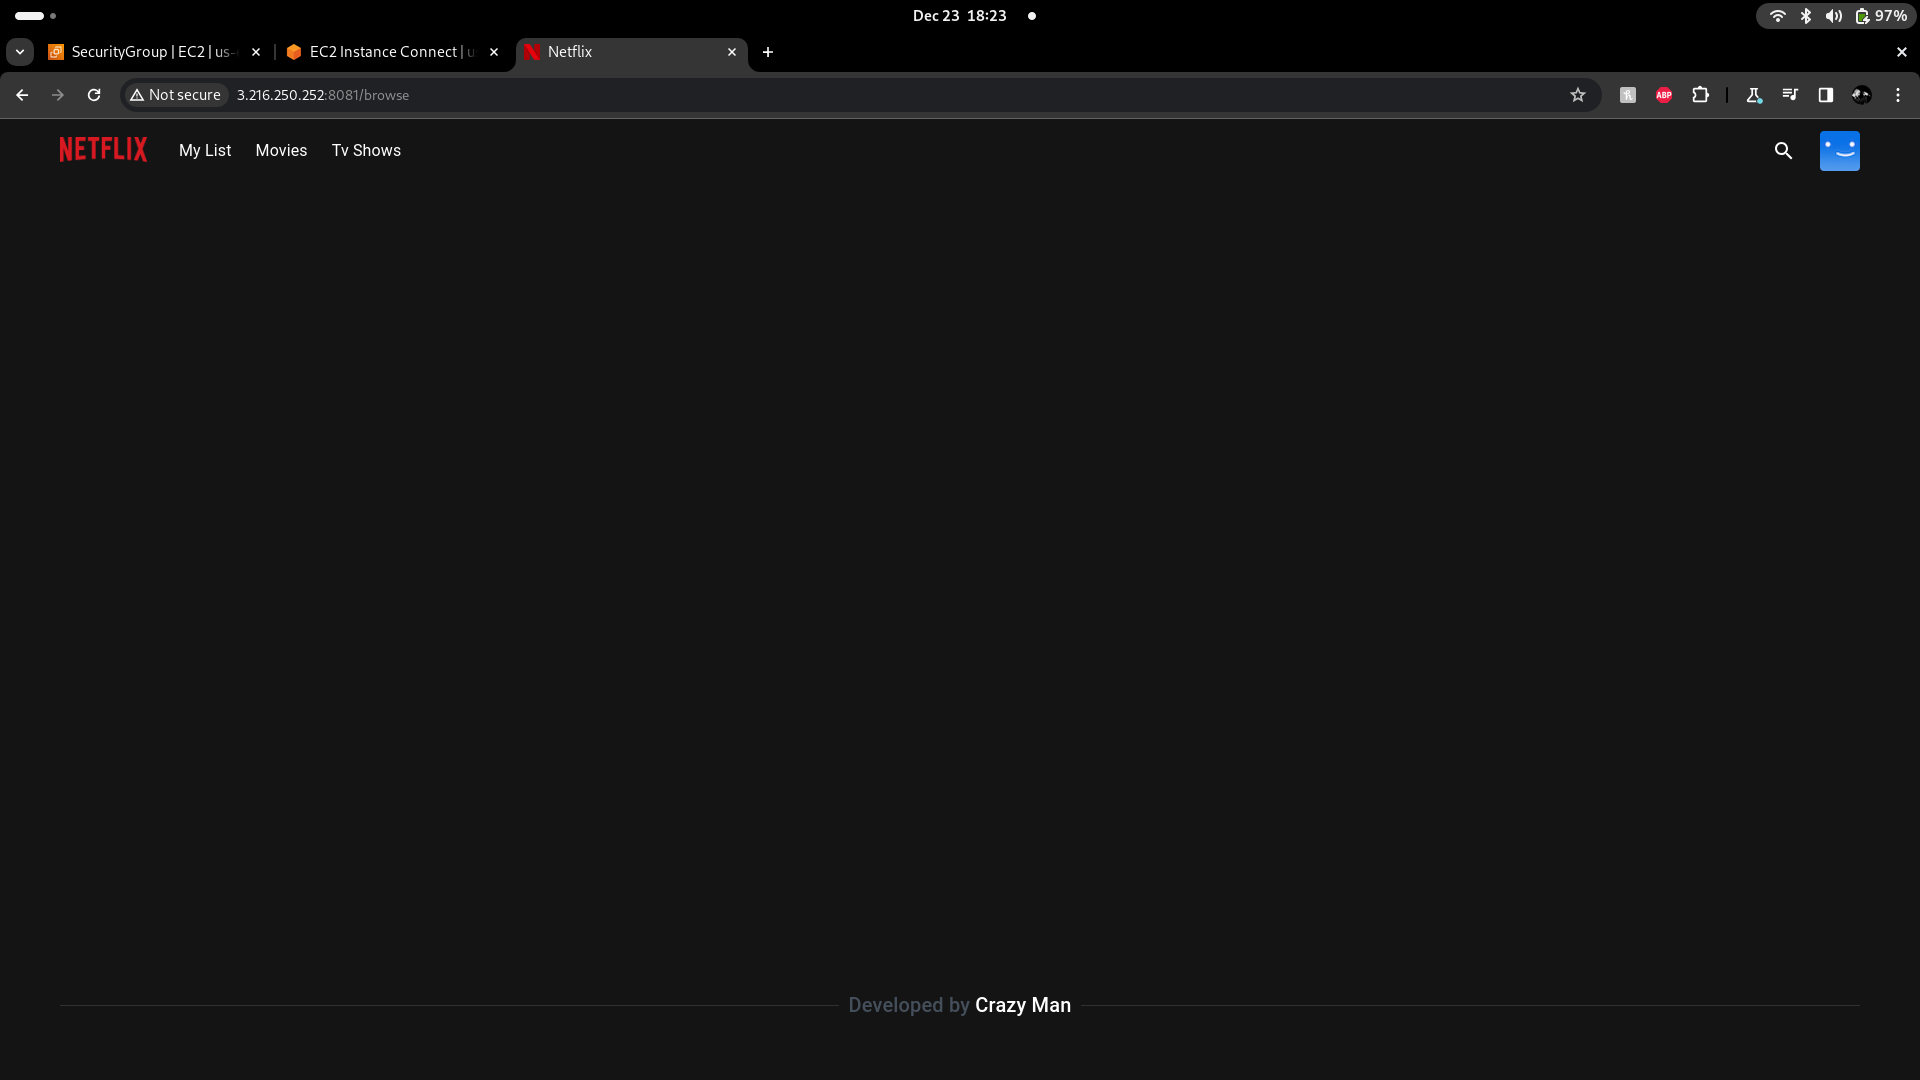 Dec 23 18:23
97%
SecurityGroup | EC2 | us-
EC2 Instance Connect | u
Netflix
Not secure
3.216.250.252:8081/browse
ABP
NETFLIX
My List
Movies
Tv Shows
Developed by Crazy Man